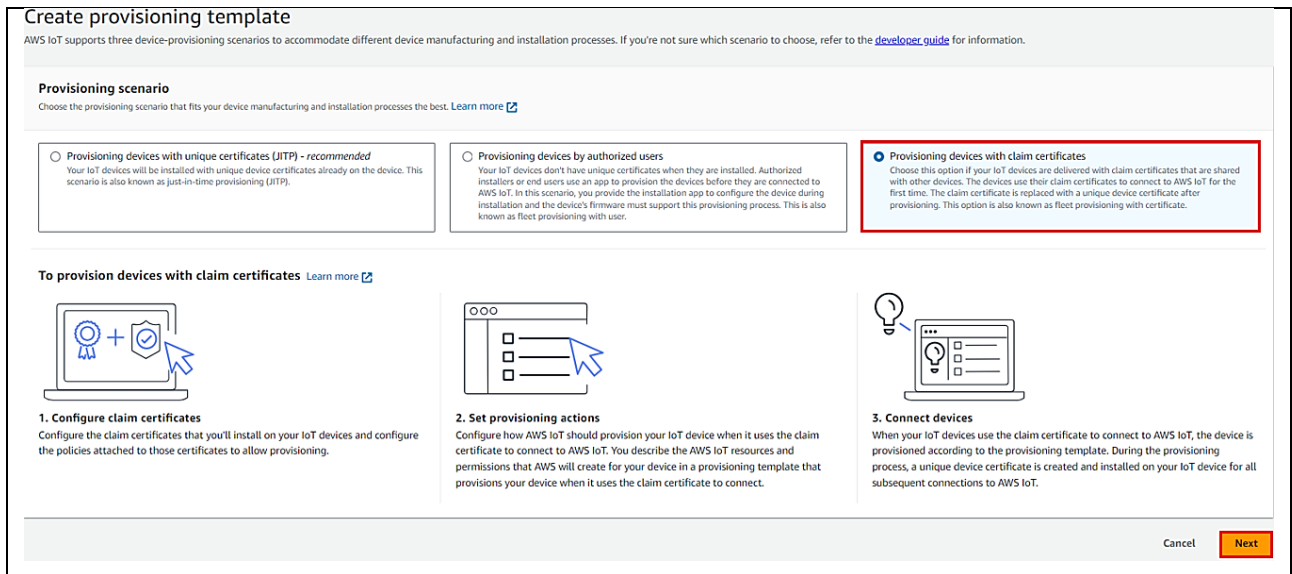 Create provisioning template
AWS IoT supports three device-provisioning scenarios to accommodate different device manufacturing and installation processes. If you're not sure which scenario to choose, refer to the developer guide for information.
Provisioning scenario
Choose the provisioning scenario that fits your device manufacturing and installation processes the best. Learn more
Provisioning devices with unique certificates (JITP) - recommended
Your IoT devices will be installed with unique device certificates already on the device. This
scenario is also known as just-in-time provisioning (JITP).
Provisioning devices by authorized users
Your IoT devices don't have unique certificates when they are installed. Authorized
installers or end users use an app to provision the devices before they are connected to
AWS IoT. In this scenario, you provide the installation app to configure the device during
installation and the device's firmware must support this provisioning process. This is also
known as fleet provisioning with user.
Provisioning devices with claim certificates
Choose this option if your IoT devices are delivered with claim certificates that are shared
with other devices. The devices use their claim certificates to connect to AWS IoT for the
first time. The claim certificate is replaced with a unique device certificate after
provisioning. This option is also known as fleet provisioning with certificate.
To provision devices with claim certificates Learn more
1. Configure claim certificates
Configure the claim certificates that you'll install on your IoT devices and configure
the policies attached to those certificates to allow provisioning.
2. Set provisioning actions
Configure how AWS IoT should provision your IoT device when it uses the claim
certificate to connect to AWS IoT. You describe the AWS IoT resources and
permissions that AWS will create for your device in a provisioning template that
provisions your device when it uses the claim certificate to connect.
3. Connect devices
When your IoT devices use the claim certificate to connect to AWS IoT, the device is
provisioned according to the provisioning template. During the provisioning
process, a unique device certificate is created and installed on your IoT device for all
subsequent connections to AWS IoT.
Cancel
Next